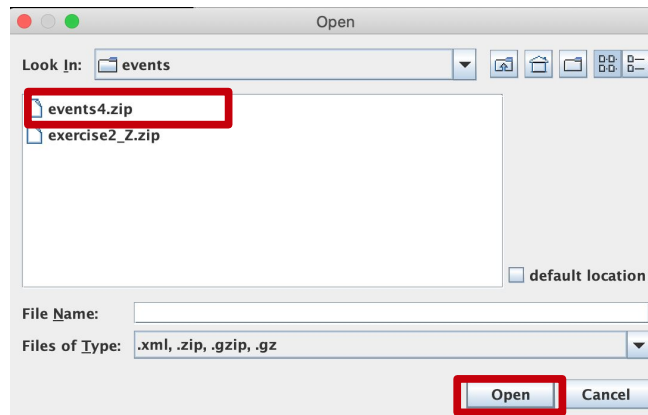 Open
Look In: events
events4.zip
exercise2_Z.zip
default location
File Name:
Files of Type: .xml, .zip, .gzip, .gz
Open Cancel